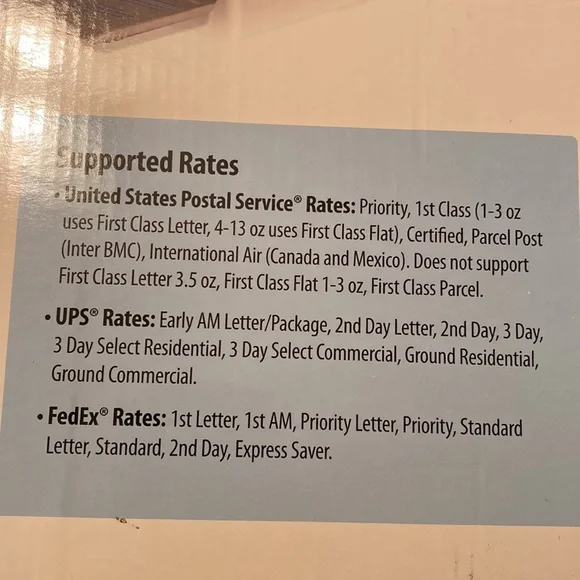 Supported Rates
• United States Postal Service® Rates: Priority, 1st Class (1-3 oz
uses First Class Letter, 4-13 oz uses First Class Flat), Certified, Parcel Post
(Inter BMC), International Air (Canada and Mexico). Does not support
First Class Letter 3.5 oz, First Class Flat 1-3 oz, First Class Parcel.
• UPS® Rates: Early AM Letter/Package, 2nd Day Letter, 2nd Day, 3 Day,
3 Day Select Residential, 3 Day Select Commercial, Ground Residential,
Ground Commercial.
• FedEx® Rates: 1st Letter, 1st AM, Priority Letter, Priority, Standard
Letter, Standard, 2nd Day, Express Saver.